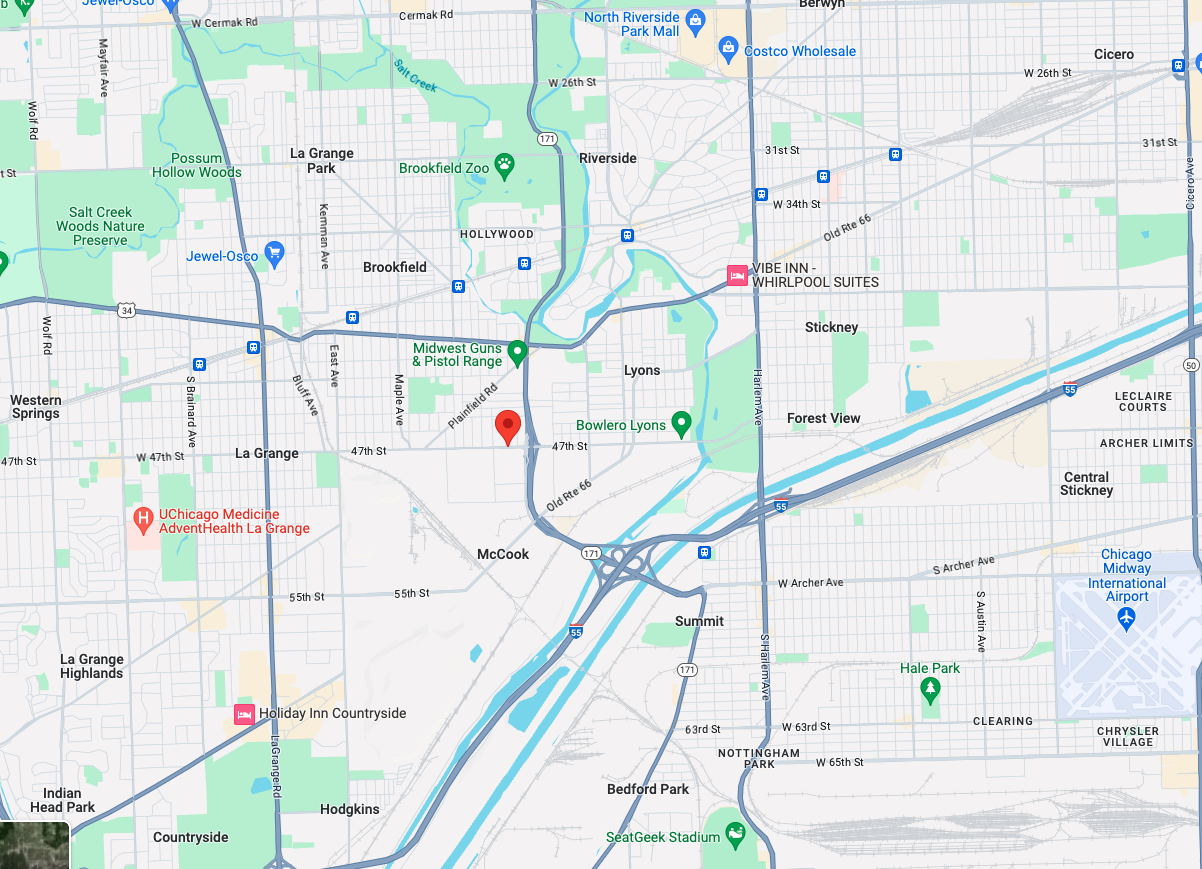 Jewel-Osco
W Cermak Rd
Cermak Rd
Berwyn
North Riverside
Park Mall
Costco Wholesale
Cicero
Mayfair Ave
Salt Creek
W 26th St
W 26th St
Wolf Rd
171
31st St
31st St
Possum
Hollow Woods
La Grange
Park
Brookfield Zoo
Riverside
st St
Cicero Ave
W 34th St
Salt Creek
Woods Nature
Preserve
Kemman Ave
HOLLYWOOD
Old Rte 66
Jewel-Osco
Brookfield
VIBE INN -
WHIRLPOOL SUITES
34
Stickney
Wolf Rd
Midwest Guns
& Pistol Range
East Ave
Lyons
50
55
Western
Springs
S Brainard Ave
Bluff Ave
Maple Ave
Plainfield Rd
Harlem Ave
LECLAIRE
COURTS
Forest View
Bowlero Lyons
ARCHER LIMITS
47th St
W 47th St
La Grange
47th St
47th St
Central
Stickney
Old Rte 66
55
UChicago Medicine
AdventHealth La Grange
H
McCook
171
Chicago
Midway
International
Airport
S Archer Ave
W Archer Ave
55th St
55th St
S Austin Ave
Summit
55
La Grange
Highlands
S Harlem Ave
171
Hale Park
Holiday Inn Countryside
CLEARING
63rd St
W 63rd St
CHRYSLER
VILLAGE
NOTTINGHAM
PARK
W 65th St
LaGrange Rd
Indian
Head Park
Bedford Park
Hodgkins
Countryside
SeatGeek Stadium